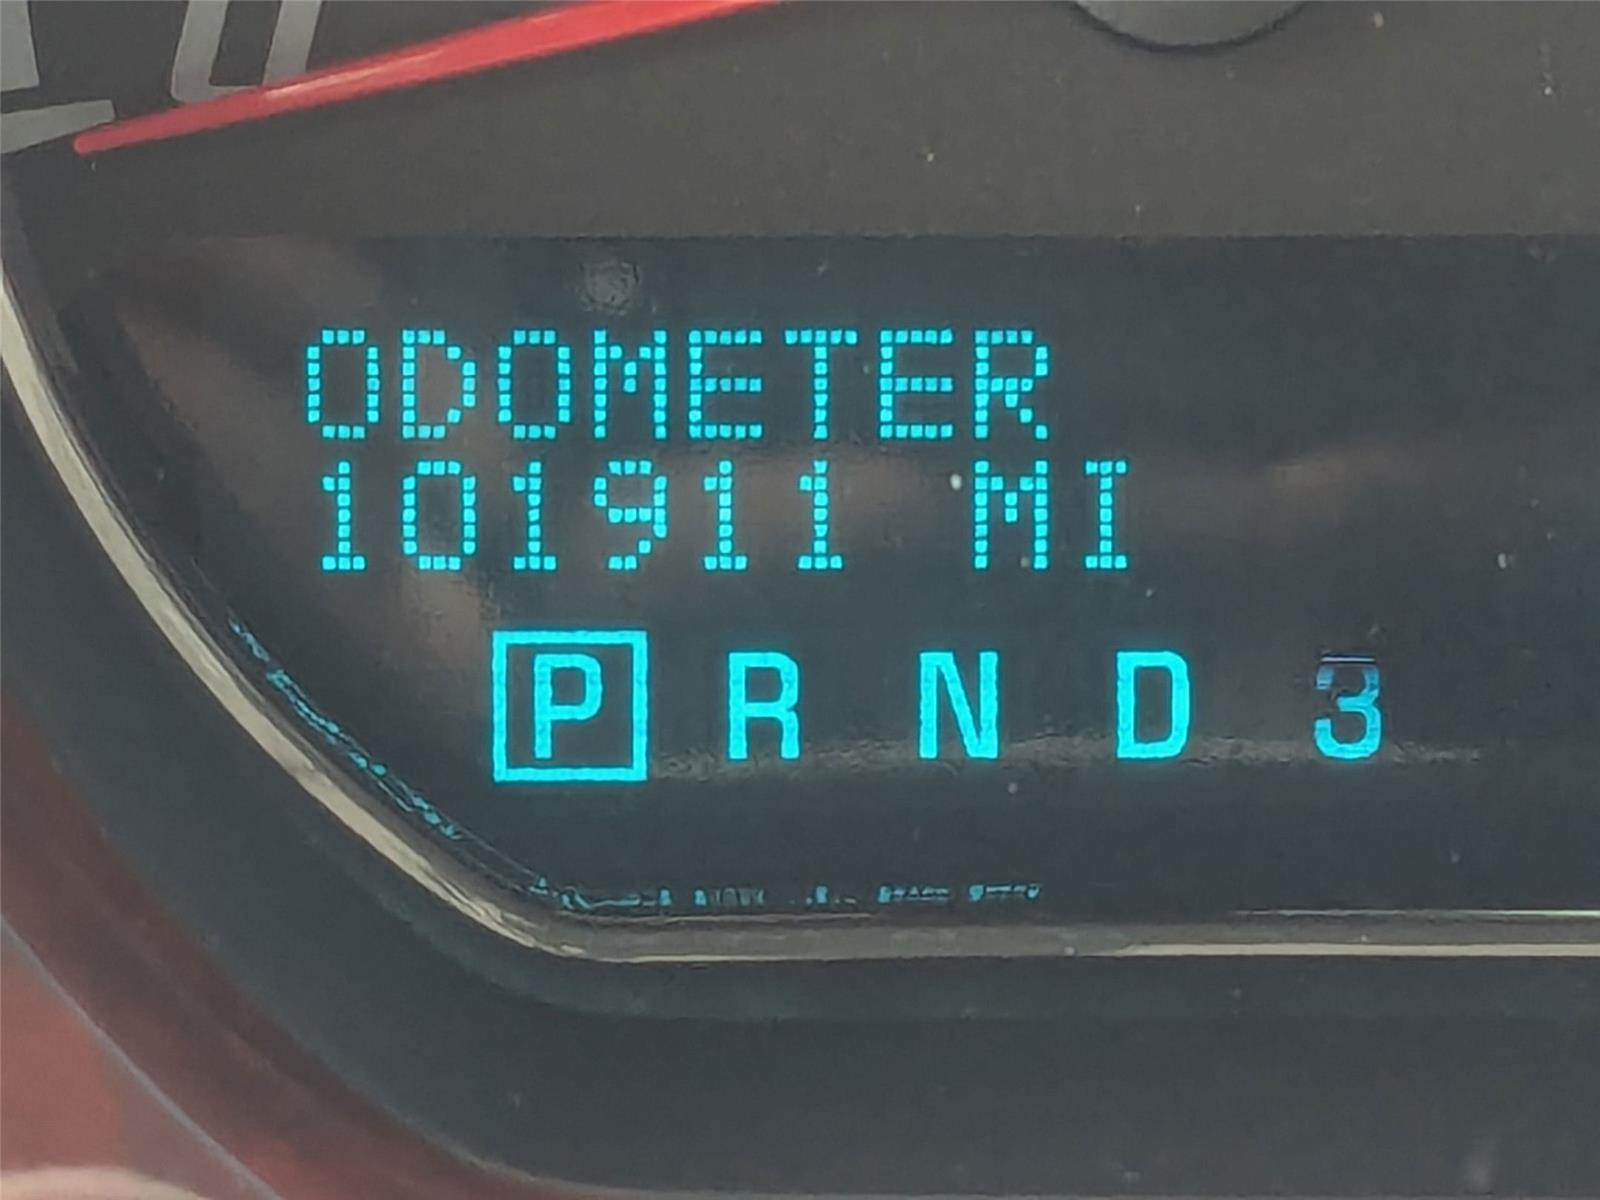 ODOMETER
101911 MI
P R N D 3